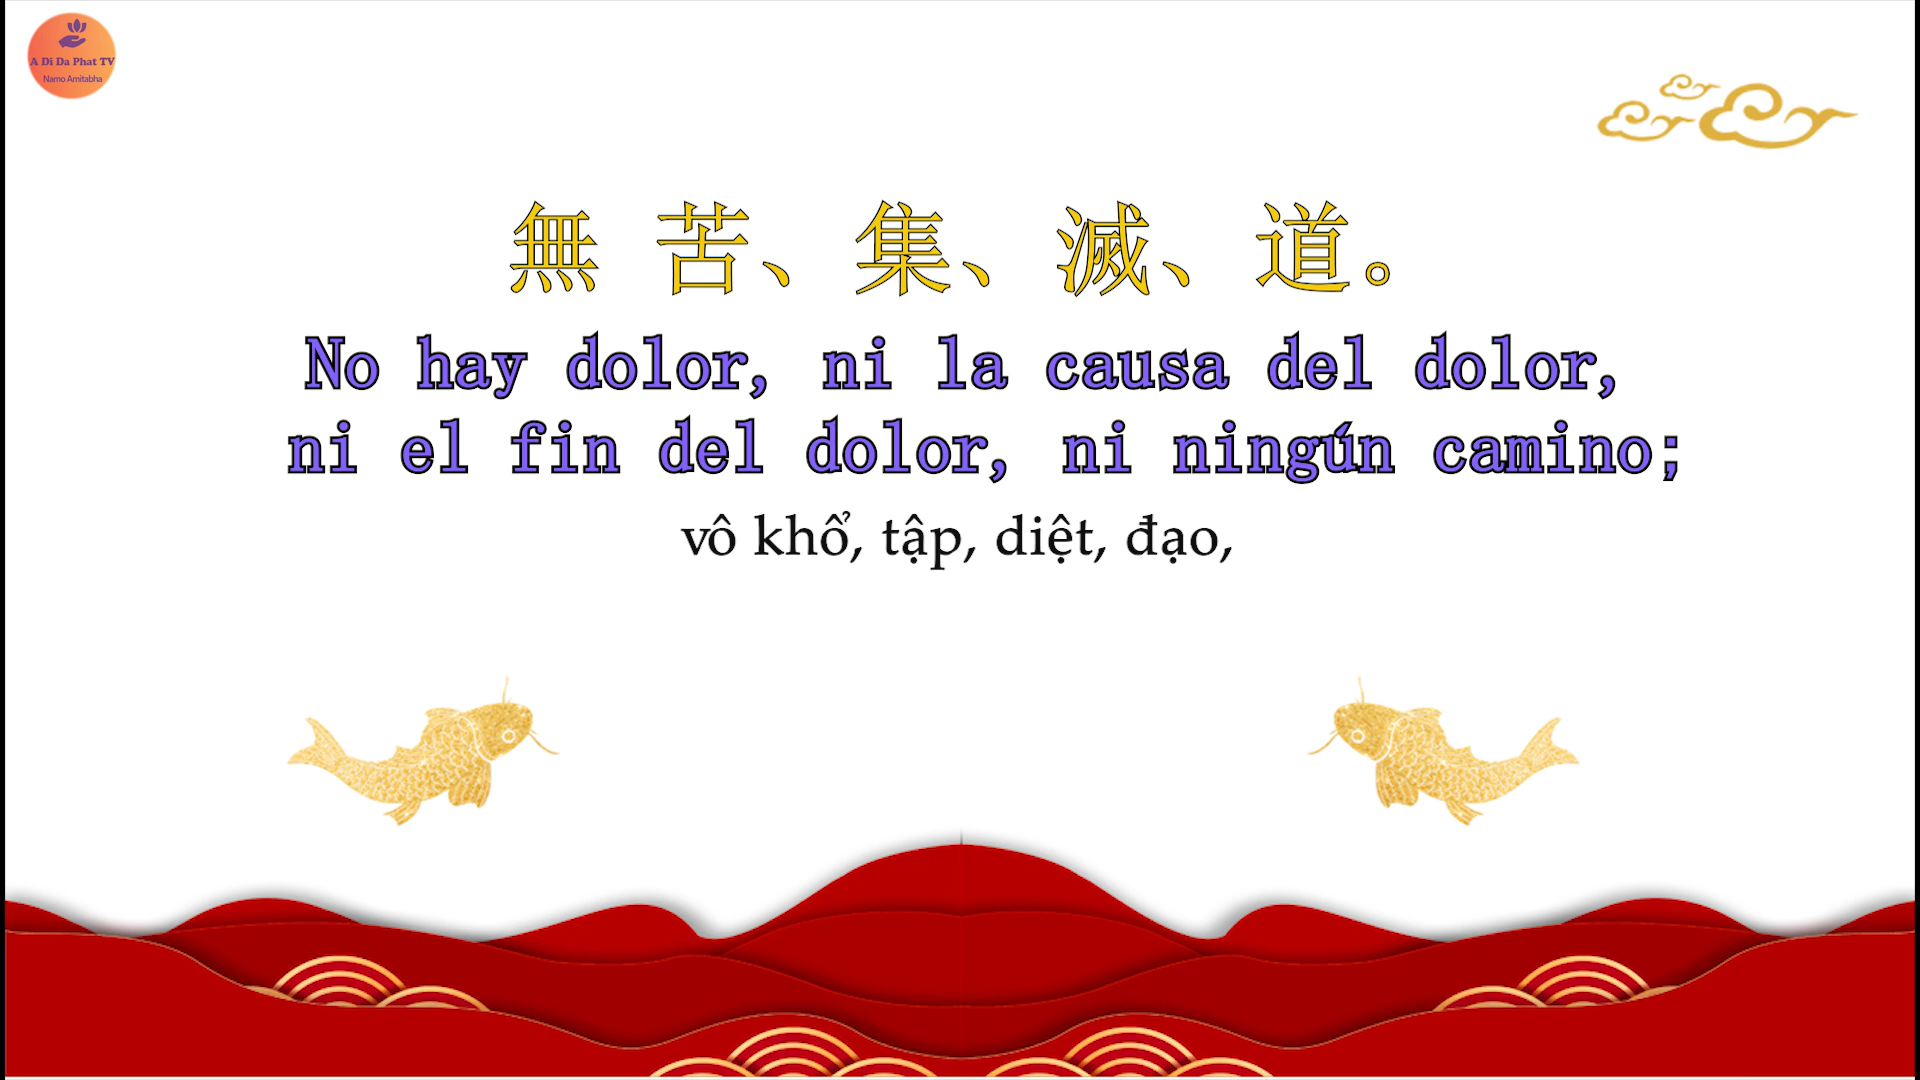 A Di Da Phat TV
Namo Amitabha
無 苦、集、滅、道。
No hay dolor, ni la causa del dolor,
ni el fin del dolor, ni ningún camino;
vô khổ, tập, diệt, đạo,